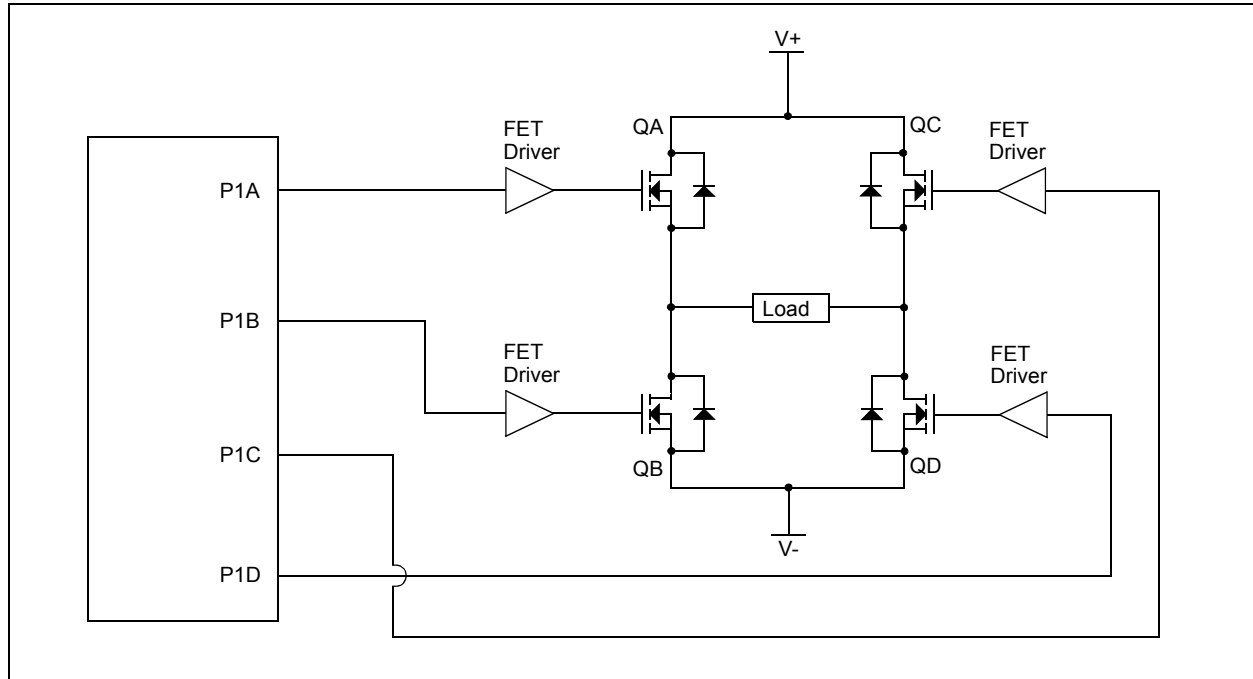 V+
QA
QC
FET
Driver
FET
Driver
P1A
P1B
Load
FET
Driver
FET
Driver
P1C
QB
QD
V-
P1D